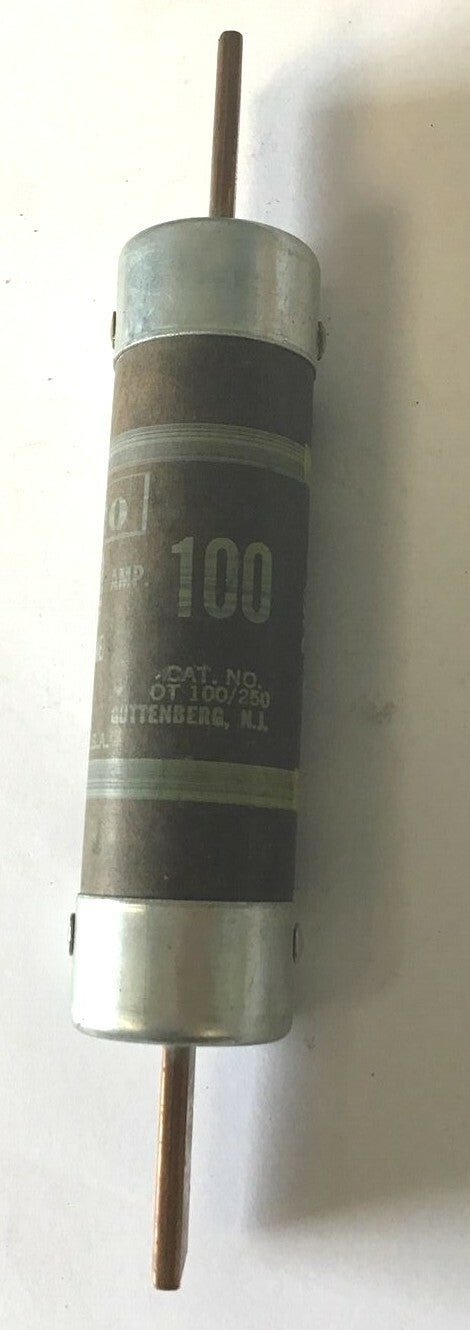 O
AMP. 100
CAT. NO.
OT 100/250
GUTTENBERG, N.J.
S.A.